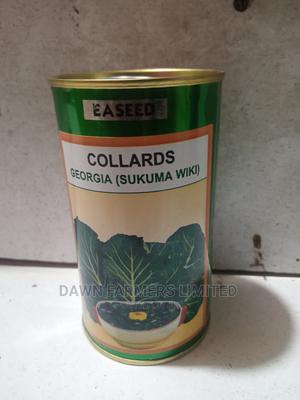 EASEED
COLLARDS
GEORGIA (SUKUMA WIKI)
DAWN FARMERS LIMITED